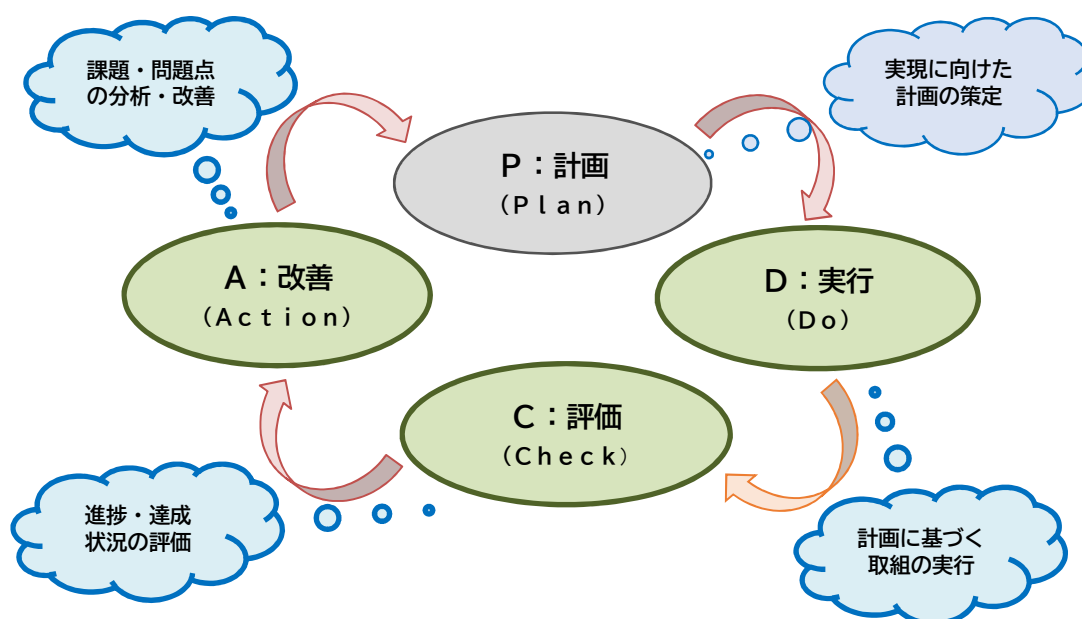 課題・問題点
の分析・改善
実現に向けた
計画の策定
Ｐ：計画
（Ｐｌａｎ）
Ａ：改善
（Ａｃｔｉｏｎ）
Ｄ：実行
（Ｄｏ）
Ｃ：評価
（Ｃｈｅｃｋ）
進捗・達成
状況の評価
計画に基づく
取組の実行